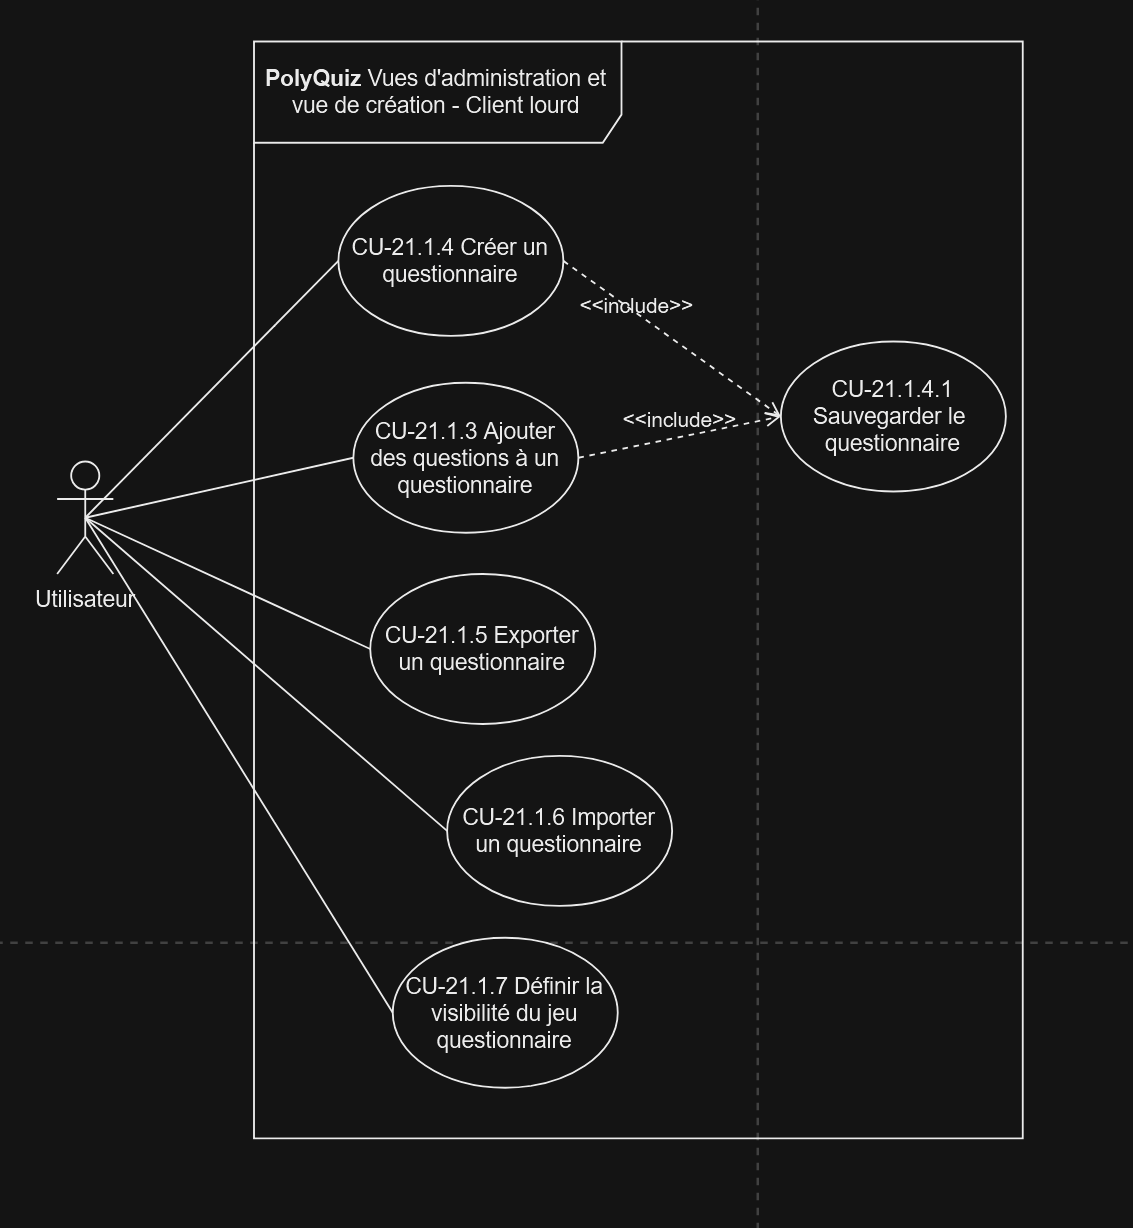 PolyQuiz Vues d'administration et
vue de création - Client lourd
CU-21.1.4 Créer un
questionnaire
<<include>>
CU-21.1.4.1
Sauvegarder le
questionnaire
CU-21.1.3 Ajouter
des questions à un
questionnaire
<<include>>
Utilisateur
CU-21.1.5 Exporter
un questionnaire
CU-21.1.6 Importer
un questionnaire
CU-21.1.7 Définir la
visibilité du jeu
questionnaire